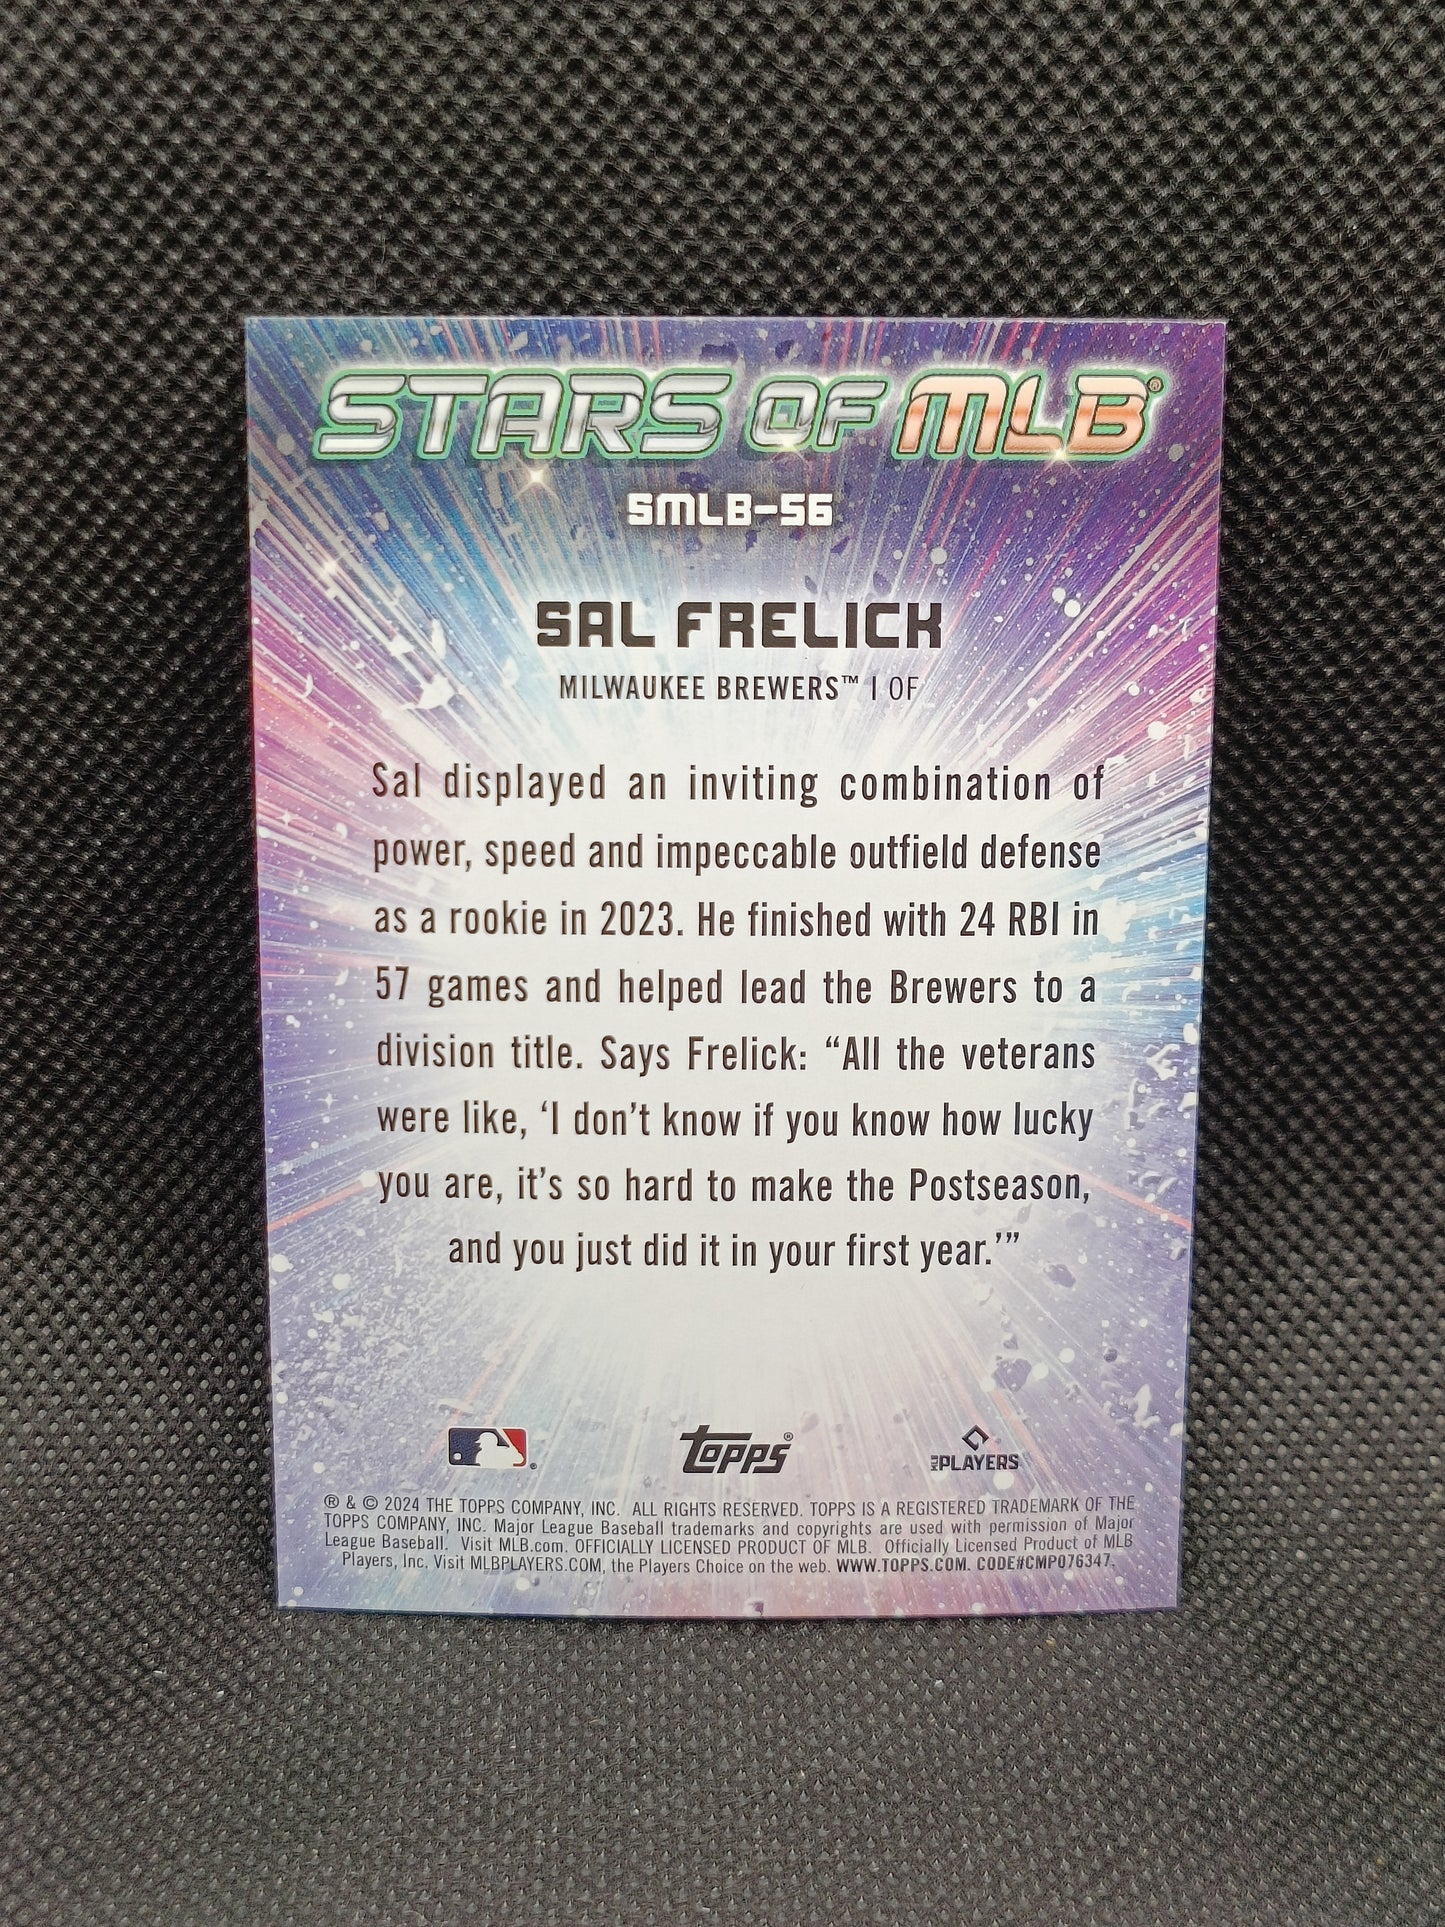 STARS OF MLB®
SMLB-56
SAL FRELICK
MILWAUKEE BREWERS™ | OF
Sal displayed an inviting combination of
power, speed and impeccable outfield defense
as a rookie in 2023. He finished with 24 RBI in
57 games and helped lead the Brewers to a
division title. Says Frelick: “All the veterans
were like, ‘I don’t know if you know how lucky
you are, it’s so hard to make the Postseason,
and you just did it in your first year.’”
® TOPPS® MLB PLAYERS
® & © 2024 THE TOPPS COMPANY, INC. ALL RIGHTS RESERVED. TOPPS IS A REGISTERED TRADEMARK OF THE
TOPPS COMPANY, INC. Major League Baseball trademarks and copyrights are used with permission of Major
League Baseball. Visit MLB.com. OFFICIALLY LICENSED PRODUCT OF MLB. Officially Licensed Product of MLB
Players, Inc. Visit MLBPLAYERS.COM, the Players Choice on the web. WWW.TOPPS.COM. CODE#CMP076347.